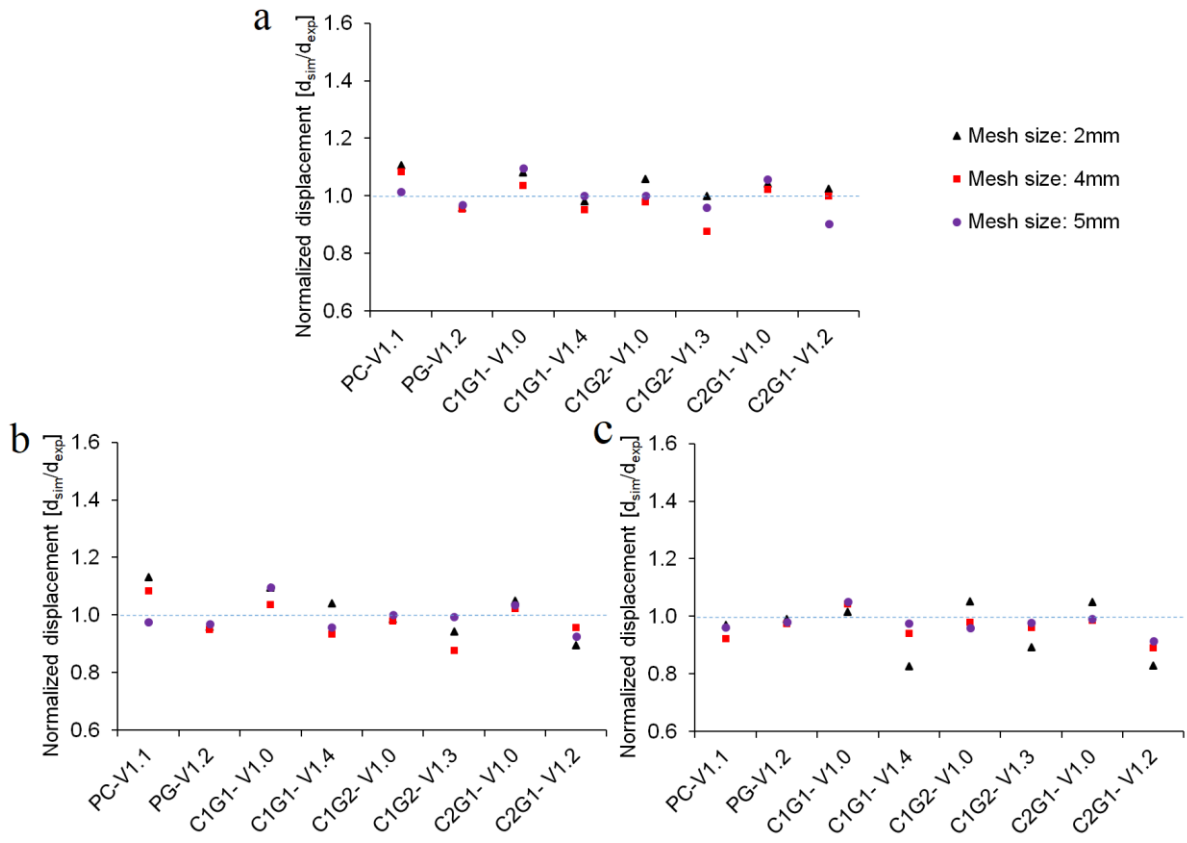 a
Normalized displacement [dsim/dexp]
1.6
1.4
1.2
1.0
0.8
0.6
PC-V1.1
PG-V1.2
C1G1- V1.0
C1G1- V1.4
C1G2- V1.0
C1G2- V1.3
C2G1- V1.0
C2G1- V1.2
Mesh size: 2mm
Mesh size: 4mm
Mesh size: 5mm
b
Normalized displacement [dsim/dexp]
1.6
1.4
1.2
1.0
0.8
0.6
PC-V1.1
PG-V1.2
C1G1- V1.0
C1G1- V1.4
C1G2- V1.0
C1G2- V1.3
C2G1- V1.0
C2G1- V1.2
c
Normalized displacement [dsim/dexp]
1.6
1.4
1.2
1.0
0.8
0.6
PC-V1.1
PG-V1.2
C1G1- V1.0
C1G1- V1.4
C1G2- V1.0
C1G2- V1.3
C2G1- V1.0
C2G1- V1.2